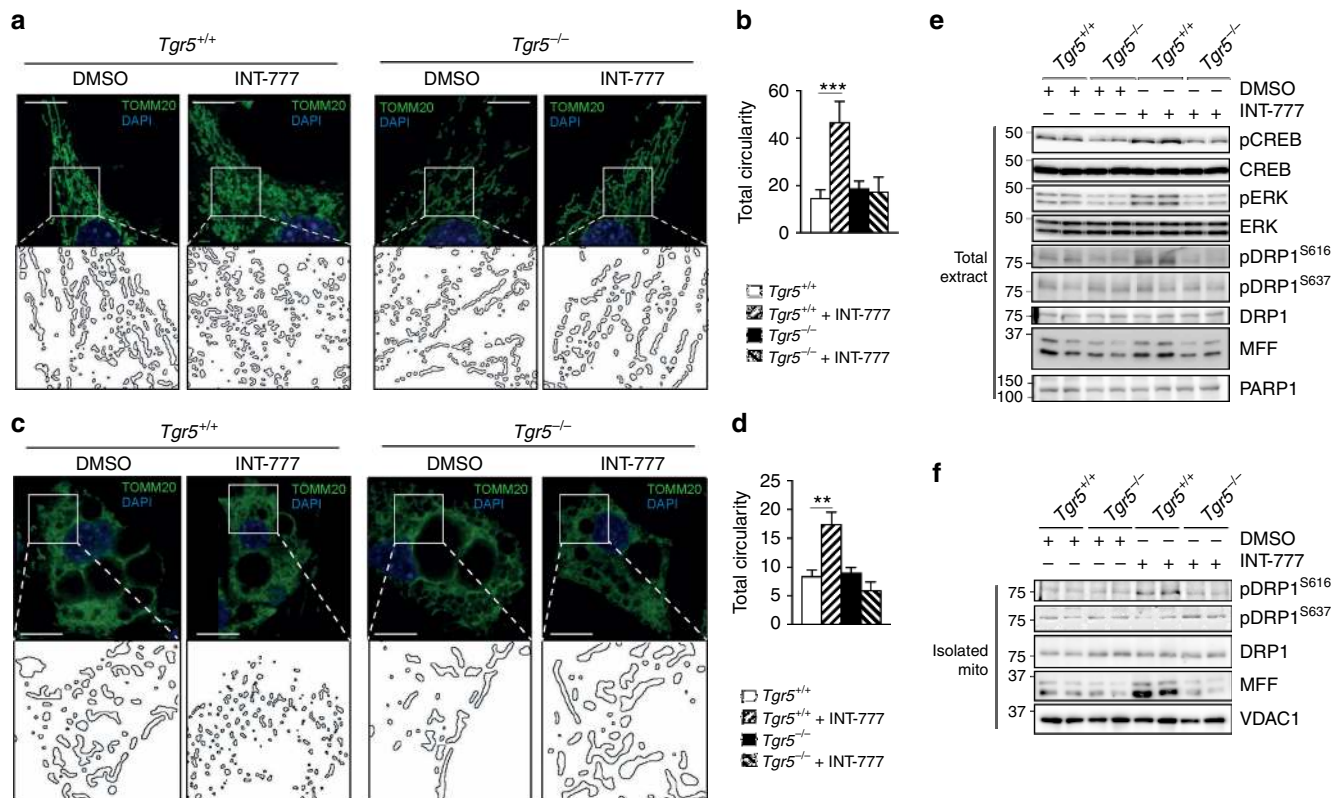 a
Tgr5+/+
Tgr5–/–
DMSO
INT-777
DMSO
INT-777
TOMM20
DAPI
TOMM20
DAPI
TOMM20
DAPI
TOMM20
DAPI
b
Total circularity
60
40
20
0
***
Tgr5+/+
Tgr5+/+ + INT-777
Tgr5–/–
Tgr5–/– + INT-777
c
Tgr5+/+
Tgr5–/–
DMSO
INT-777
DMSO
INT-777
TOMM20
DAPI
TOMM20
DAPI
TOMM20
DAPI
TOMM20
DAPI
d
Total circularity
25
20
15
10
5
0
**
Tgr5+/+
Tgr5+/+ + INT-777
Tgr5–/–
Tgr5–/– + INT-777
e
Tgr5+/+
Tgr5–/–
Tgr5+/+
Tgr5–/–
+ + + + – – – – DMSO
– – – – + + + + INT-777
Total extract
50 pCREB
CREB
50 pERK
50 ERK
75 pDRP1S616
75 pDRP1S637
75 DRP1
37 MFF
150
100
PARP1
f
Tgr5+/+
Tgr5–/–
Tgr5+/+
Tgr5–/–
+ + + + – – – – DMSO
– – – – + + + + INT-777
Isolated mito
75 pDRP1S616
75 pDRP1S637
75 DRP1
37 MFF
37 VDAC1